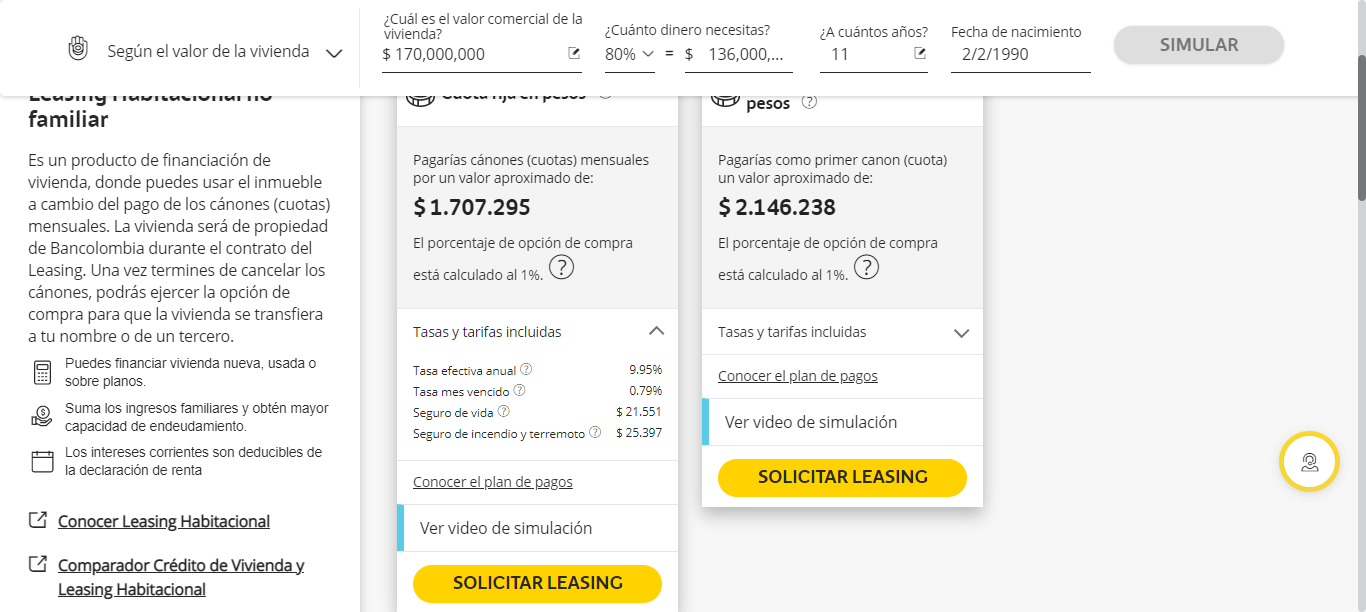 Según el valor de la vivienda
¿Cuál es el valor comercial de la
vivienda?
$ 170,000,000
¿Cuánto dinero necesitas?
80% = $ 136,000,...
¿A cuántos años?
11
Fecha de nacimiento
2/2/1990
SIMULAR
Leasing Habitacional no
familiar
Es un producto de financiación de
vivienda, donde puedes usar el inmueble
a cambio del pago de los cánones (cuotas)
mensuales. La vivienda será de propiedad
de Bancolombia durante el contrato del
Leasing. Una vez termines de cancelar los
cánones, podrás ejercer la opción de
compra para que la vivienda se transfiera
a tu nombre o de un tercero.
Puedes financiar vivienda nueva, usada o
sobre planos.
Suma los ingresos familiares y obtén mayor
capacidad de endeudamiento.
Los intereses corrientes son deducibles de
la declaración de renta
Conocer Leasing Habitacional
Comparador Crédito de Vivienda y
Leasing Habitacional
Cuota fija en pesos
Pagarías cánones (cuotas) mensuales
por un valor aproximado de:
$ 1.707.295
El porcentaje de opción de compra
está calculado al 1%. ?
Tasas y tarifas incluidas
Tasa efectiva anual ? 9.95%
Tasa mes vencido ? 0.79%
Seguro de vida ? $ 21.551
Seguro de incendio y terremoto ? $ 25.397
Conocer el plan de pagos
Ver video de simulación
SOLICITAR LEASING
pesos ?
Pagarías como primer canon (cuota)
un valor aproximado de:
$ 2.146.238
El porcentaje de opción de compra
está calculado al 1%. ?
Tasas y tarifas incluidas
Conocer el plan de pagos
Ver video de simulación
SOLICITAR LEASING